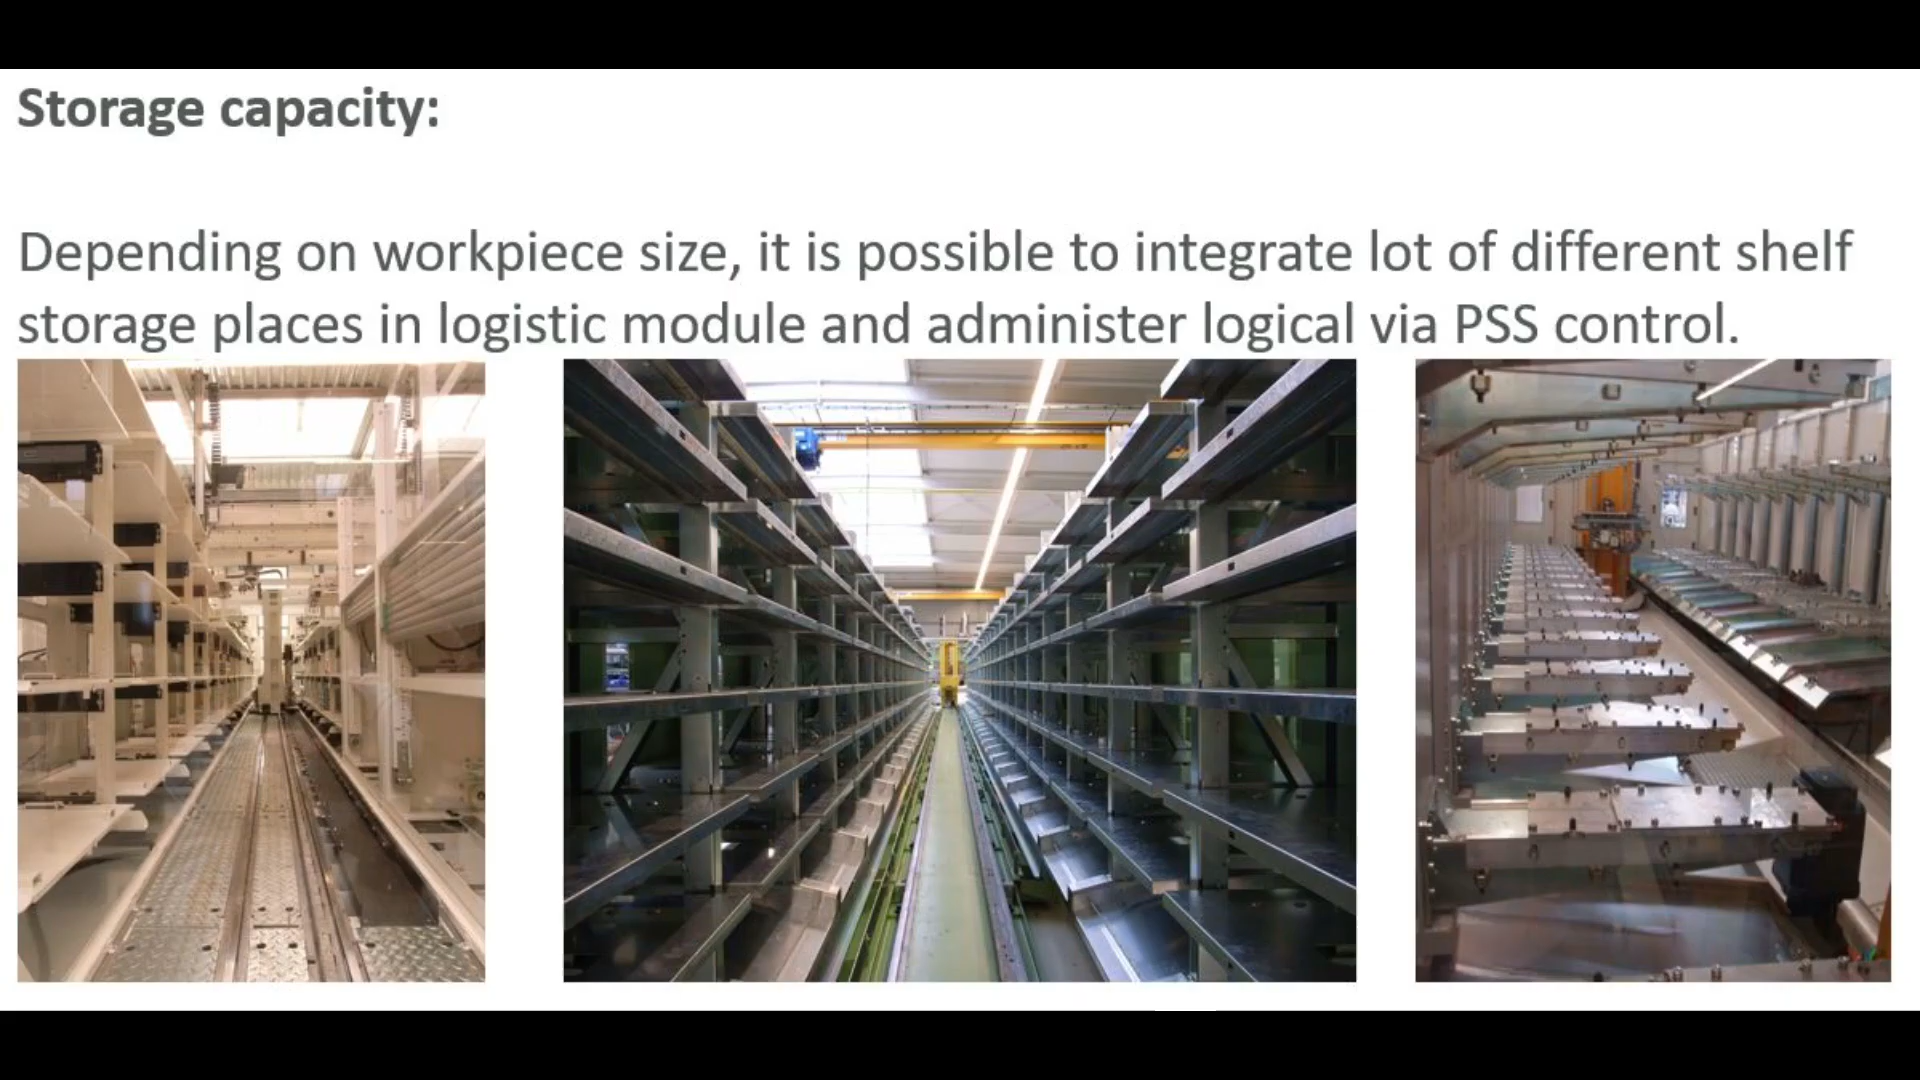 Storage capacity:
Depending on workpiece size, it is possible to integrate lot of different shelf
storage places in logistic module and administer logical via PSS control.